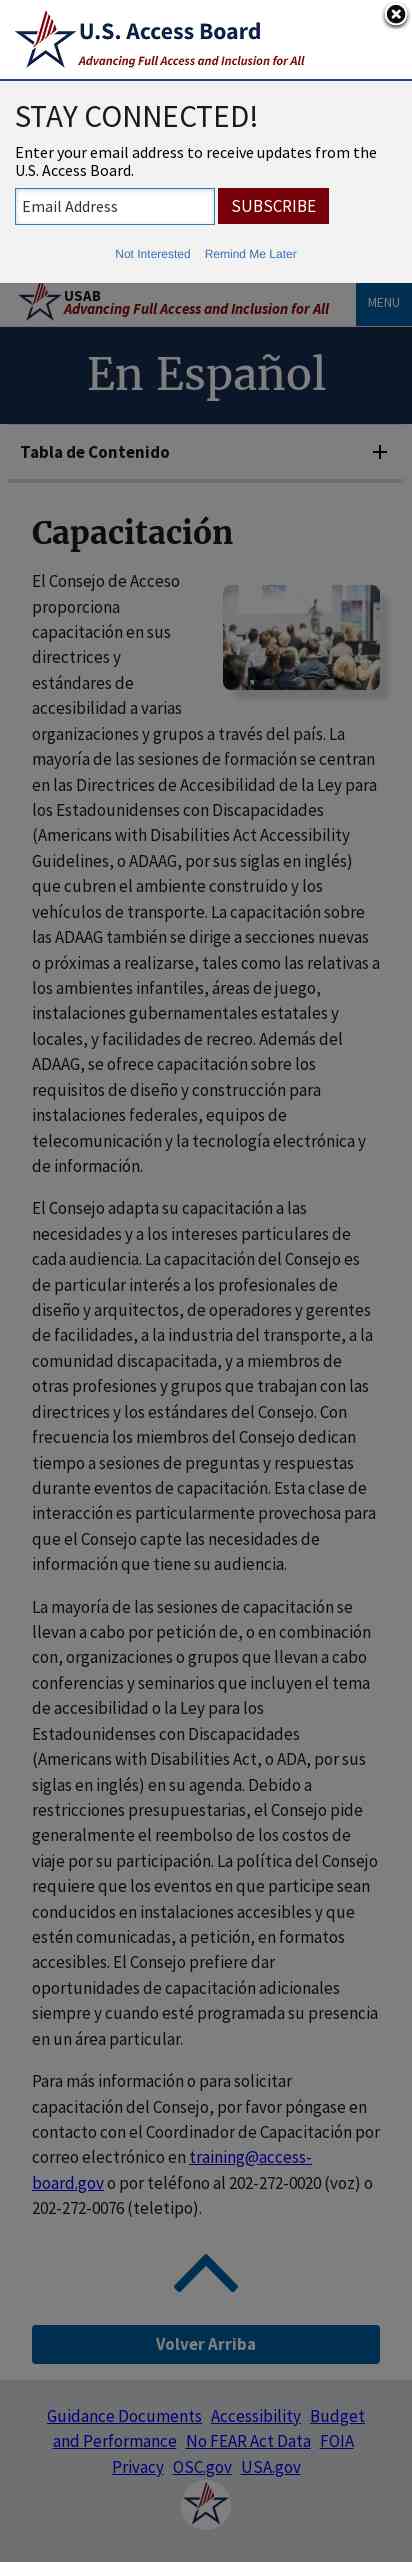 U.S. Access Board
Advancing Full Access and Inclusion for All
STAY CONNECTED!
Enter your email address to receive updates from the
U.S. Access Board.
Email Address
SUBSCRIBE
Not Interested Remind Me Later
USAB
Advancing Full Access and Inclusion for All
MENU
En Español
Tabla de Contenido
Capacitación
El Consejo de Acceso
proporciona
capacitación en sus
directrices y
estándares de
accesibilidad a varias
organizaciones y grupos a través del país. La
mayoría de las sesiones de formación se centran
en las Directrices de Accesibilidad de la Ley para
los Estadounidenses con Discapacidades
(Americans with Disabilities Act Accessibility
Guidelines, o ADAAG, por sus siglas en inglés)
que cubren el ambiente construido y los
vehículos de transporte. La capacitación sobre
las ADAAG también se dirige a secciones nuevas
o próximas a realizarse, tales como las relativas a
los ambientes infantiles, áreas de juego,
instalaciones gubernamentales estatales y
locales, y facilidades de recreo. Además del
ADAAG, se ofrece capacitación sobre los
requisitos de diseño y construcción para
instalaciones federales, equipos de
telecomunicación y la tecnología electrónica y
de información.
El Consejo adapta su capacitación a las
necesidades y a los intereses particulares de
cada audiencia. La capacitación del Consejo es
de particular interés a los profesionales de
diseño y arquitectos, de operadores y gerentes
de facilidades, a la industria del transporte, a la
comunidad discapacitada, y a miembros de
otras profesiones y grupos que trabajan con las
directrices y los estándares del Consejo. Con
frecuencia los miembros del Consejo dedican
tiempo a sesiones de preguntas y respuestas
durante eventos de capacitación. Esta clase de
interacción es particularmente provechosa para
que el Consejo capte las necesidades de
información que tiene su audiencia.
La mayoría de las sesiones de capacitación se
llevan a cabo por petición de, o en combinación
con, organizaciones o grupos que llevan a cabo
conferencias y seminarios que incluyen el tema
de accesibilidad o la Ley para los
Estadounidenses con Discapacidades
(Americans with Disabilities Act, o ADA, por sus
siglas en inglés) en su agenda. Debido a
restricciones presupuestarias, el Consejo pide
generalmente el reembolso de los costos de
viaje por su participación. La política del Consejo
requiere que los eventos en que participe sean
conducidos en instalaciones accesibles y que
estén comunicadas, a petición, en formatos
accesibles. El Consejo prefiere dar
oportunidades de capacitación adicionales
siempre y cuando esté programada su presencia
en un área particular.
Para más información o para solicitar
capacitación del Consejo, por favor póngase en
contacto con el Coordinador de Capacitación por
correo electrónico en training@access-
board.gov o por teléfono al 202-272-0020 (voz) o
202-272-0076 (teletipo).
Volver Arriba
Guidance Documents Accessibility Budget
and Performance No FEAR Act Data FOIA
Privacy OSC.gov USA.gov